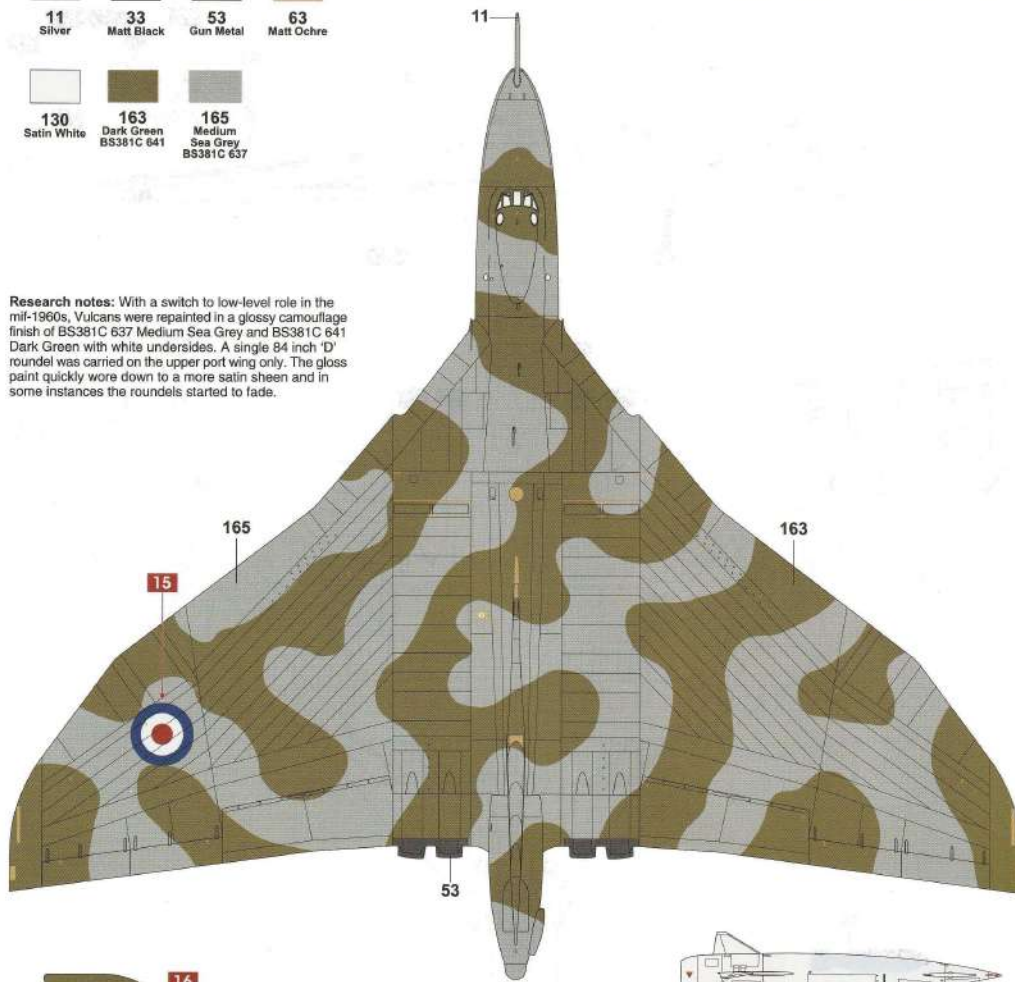 11
Silver
33
Matt Black
53
Gun Metal
63
Matt Ochre
130
Satin White
163
Dark Green
BS381C 641
165
Medium
Sea Grey
BS381C 637
11
Research notes: With a switch to low-level role in the
mif-1960s, Vulcans were repainted in a glossy camouflage
finish of BS381C 637 Medium Sea Grey and BS381C 641
Dark Green with white undersides. A single 84 inch ‘D’
roundel was carried on the upper port wing only. The gloss
paint quickly wore down to a more satin sheen and in
some instances the roundels started to fade.
165
163
15
53
16